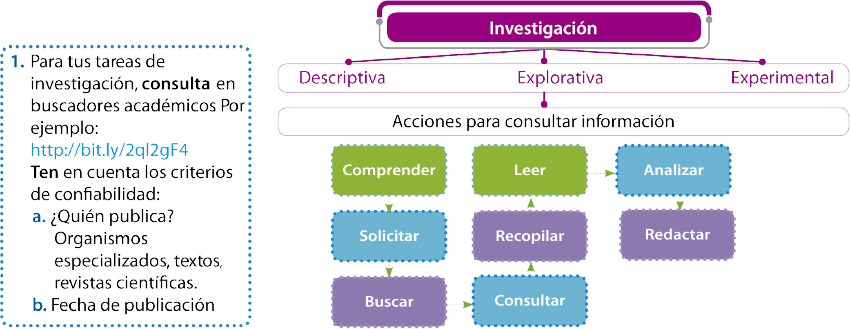 1. Para tus tareas de
investigación, consulta en
buscadores académicos Por
ejemplo:
http://bit.ly/2ql2gF4
Ten en cuenta los criterios
de confiabilidad:
a. ¿Quién publica?
Organismos
especializados, textos,
revistas científicas.
b. Fecha de publicación
Investigación
Descriptiva Explorativa Experimental
Acciones para consultar información
Comprender Leer Analizar
Solicitar Recopilar Redactar
Buscar Consultar